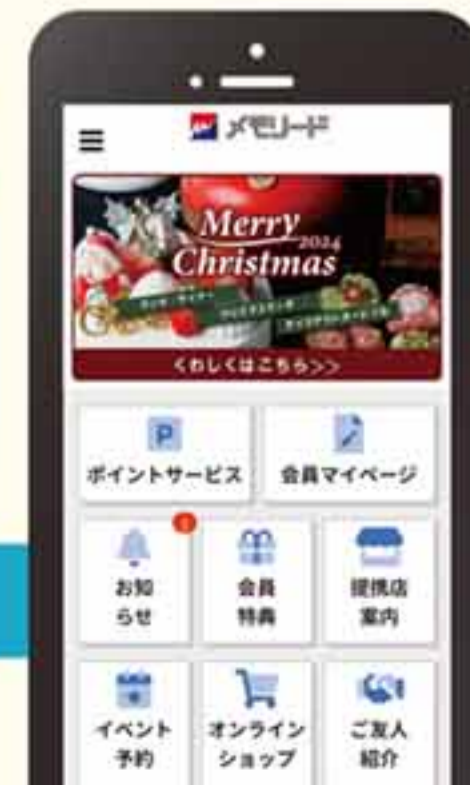 メモリード
Merry
Christmas
2024
くわしくはこちら>>
ポイントサービス
会員マイページ
お知
らせ
会員
特典
提携店
案内
イベント
予約
オンライン
ショップ
ご友人
紹介